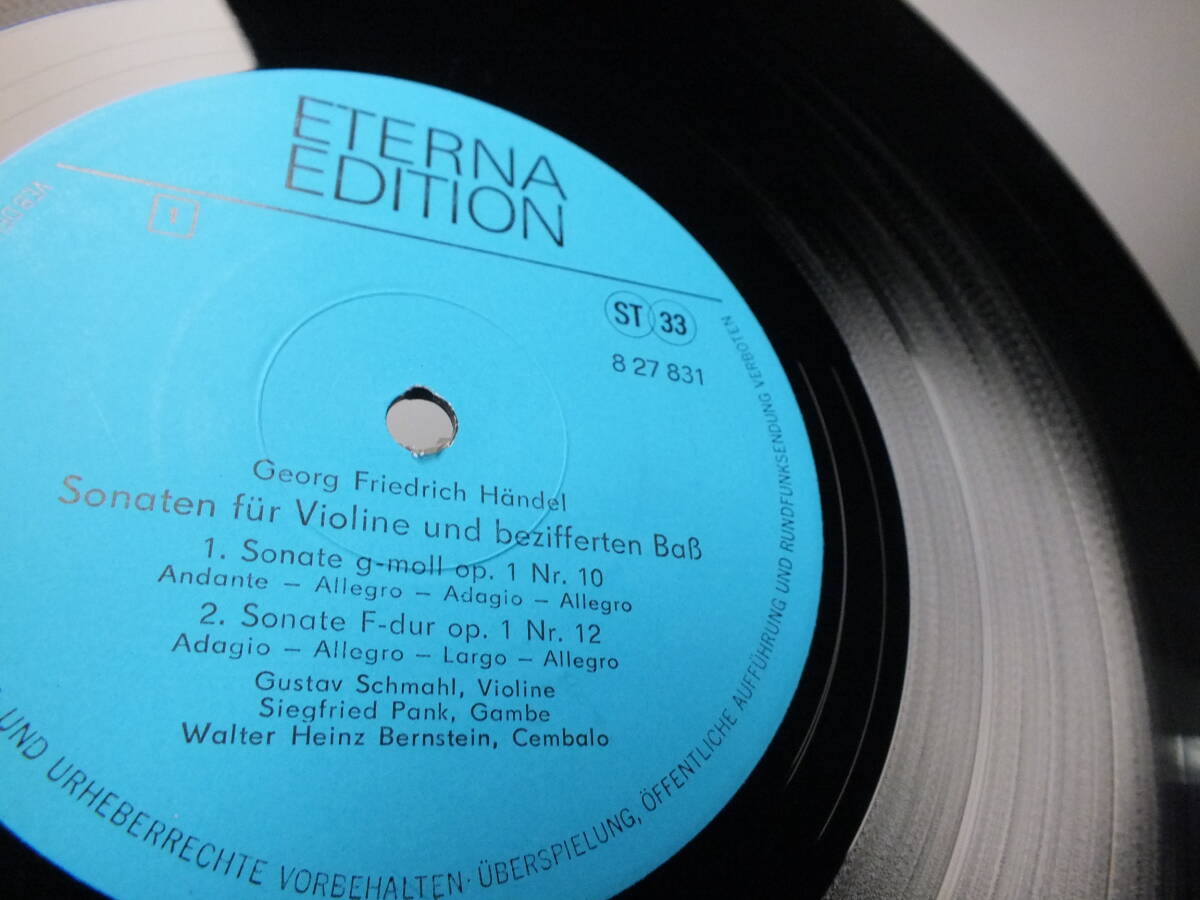 ETERNA
EDITION
1
ST 33
8 27 831
Georg Friedrich Händel
Sonaten für Violine und bezifferten Baß
1. Sonate g-moll op. 1 Nr. 10
Andante – Allegro – Adagio – Allegro
2. Sonate F-dur op. 1 Nr. 12
Adagio – Allegro – Largo – Allegro
Gustav Schmahl, Violine
Siegfried Pank, Gambe
Walter Heinz Bernstein, Cembalo
UND URHEBERRECHTE VORBEHALTEN · ÜBERSPIELUNG, ÖFFENTLICHE AUFFÜHRUNG UND RUNDFUNKSENDUNG VERBOTEN
VEB